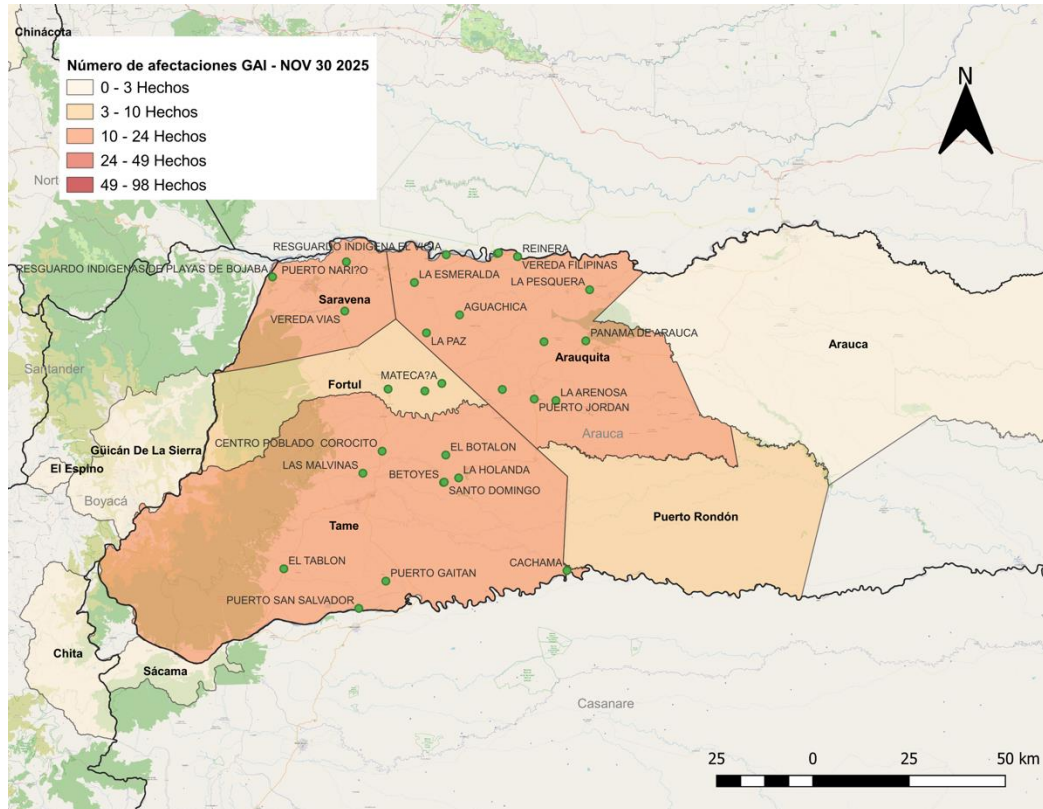 Chinácota
Número de afectaciones GAI - NOV 30 2025
0 - 3 Hechos
3 - 10 Hechos
10 - 24 Hechos
24 - 49 Hechos
49 - 98 Hechos
N
Nort
RESGUARDO INDIGENA EL VIGIA
REINERA
RESGUARDO INDIGENAS DE PLAYAS DE BOJABA
PUERTO NARI?O
VEREDA FILIPINAS
LA ESMERALDA
LA PESQUERA
Saravena
VEREDA VIAS
AGUACHICA
LA PAZ
PANAMA DE ARAUCA
Arauca
Arauquita
Santander
Fortul
MATECA?A
LA ARENOSA
PUERTO JORDAN
Arauca
Güicán De La Sierra
CENTRO POBLADO COROCITO
EL BOTALON
El Espino
LAS MALVINAS
BETOYES
LA HOLANDA
SANTO DOMINGO
Boyacá
Tame
Puerto Rondón
EL TABLON
CACHAMA
PUERTO GAITAN
PUERTO SAN SALVADOR
Chita
Sácama
Casanare
25 0 25 50 km